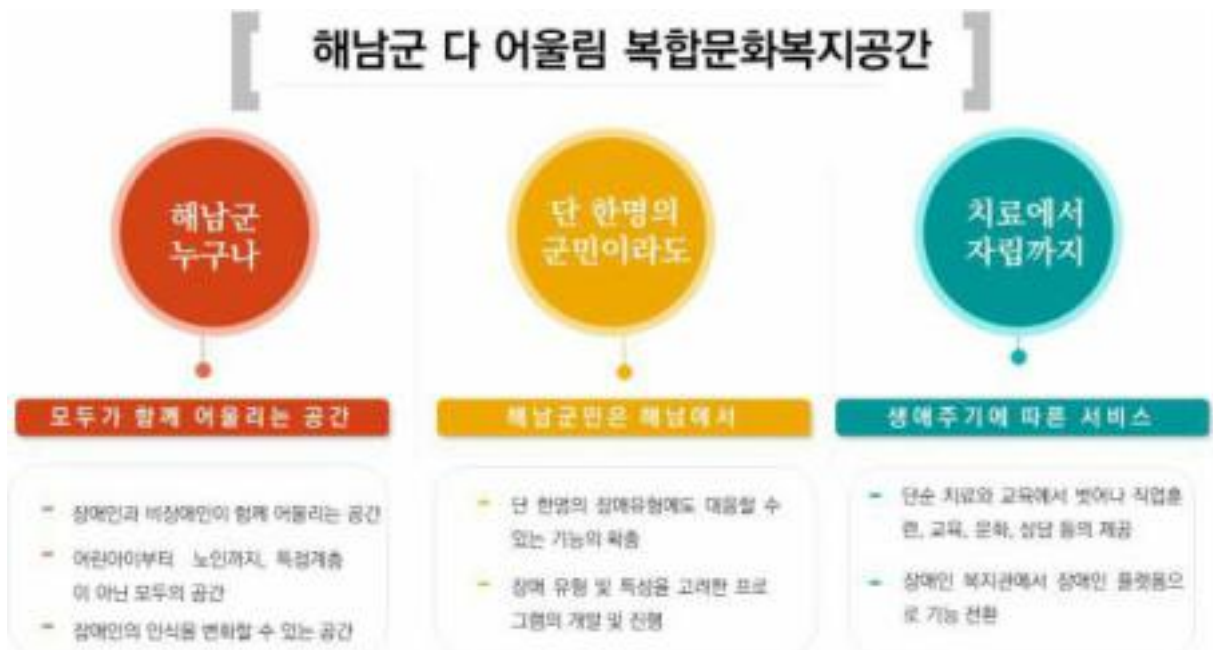 해남군 다 어울림 복합문화복지공간
해남군
누구나
모두가 함께 어울리는 공간
- 장애인과 비장애인이 함께 어울리는 공간
- 어린아이부터 노인까지, 특정계층
이 아닌 모두의 공간
- 장애인의 인식을 변화할 수 있는 공간
단 한명의
군민이라도
해남군민은 해남에서
- 단 한명의 장애유형에도 대응할 수
있는 기능의 확충
- 장애 유형 및 특성을 고려한 프로
그램의 개발 및 진행
치료에서
자립까지
생애주기에 따른 서비스
- 단순 치료와 교육에서 벗어나 직업훈
련, 교육, 문화, 상담 등의 제공
- 장애인 복지관에서 장애인 플랫폼으
로 기능 전환